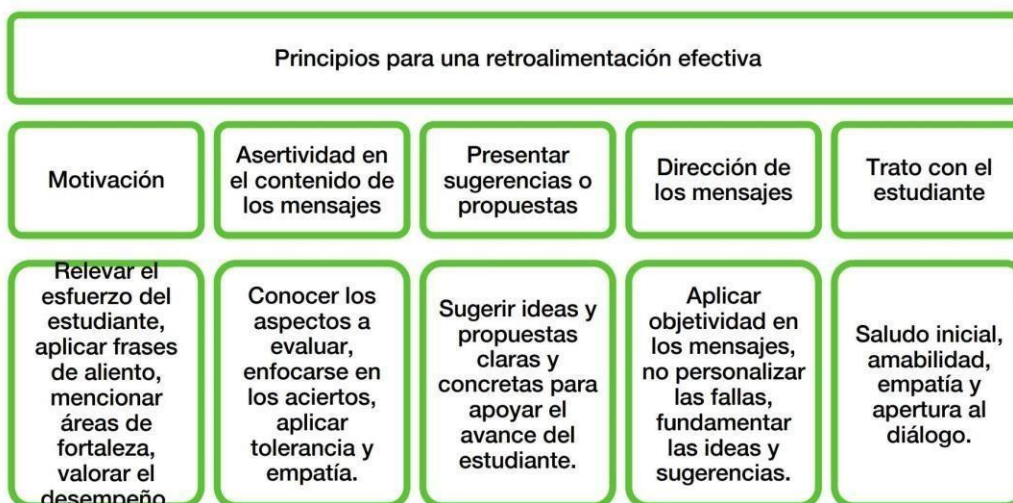 Principios para una retroalimentación efectiva
Motivación
Asertividad en
el contenido de
los mensajes
Presentar
sugerencias o
propuestas
Dirección de
los mensajes
Trato con el
estudiante
Relevar el
esfuerzo del
estudiante,
aplicar frases
de aliento,
mencionar
áreas de
fortaleza,
valorar el
desempeño.
Conocer los
aspectos a
evaluar,
enfocarse en
los aciertos,
aplicar
tolerancia y
empatía.
Sugerir ideas y
propuestas
claras y
concretas para
apoyar el
avance del
estudiante.
Aplicar
objetividad en
los mensajes,
no personalizar
las fallas,
fundamentar
las ideas y
sugerencias.
Saludo inicial,
amabilidad,
empatía y
apertura al
diálogo.